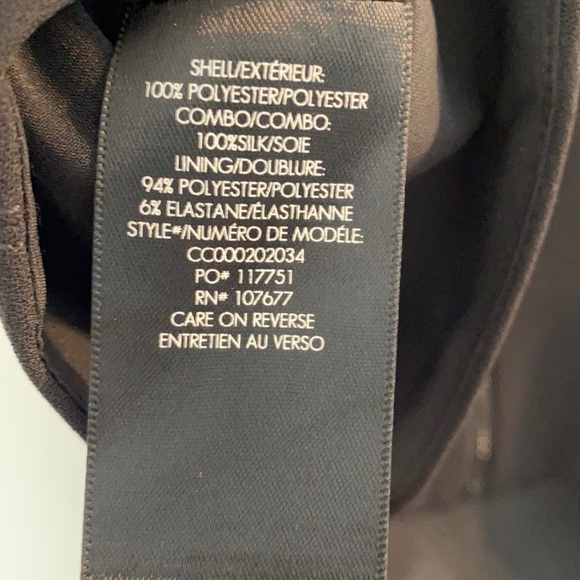 SHELL/EXTÉRIEUR:
100% POLYESTER/POLYESTER
COMBO/COMBO:
100%SILK/SOIE
LINING/DOUBLURE:
94% POLYESTER/POLYESTER
6% ELASTANE/ÉLASTHANNE
STYLE#/NUMÉRO DE MODÉLE:
CC000202034
PO# 117751
RN# 107677
CARE ON REVERSE
ENTRETIEN AU VERSO